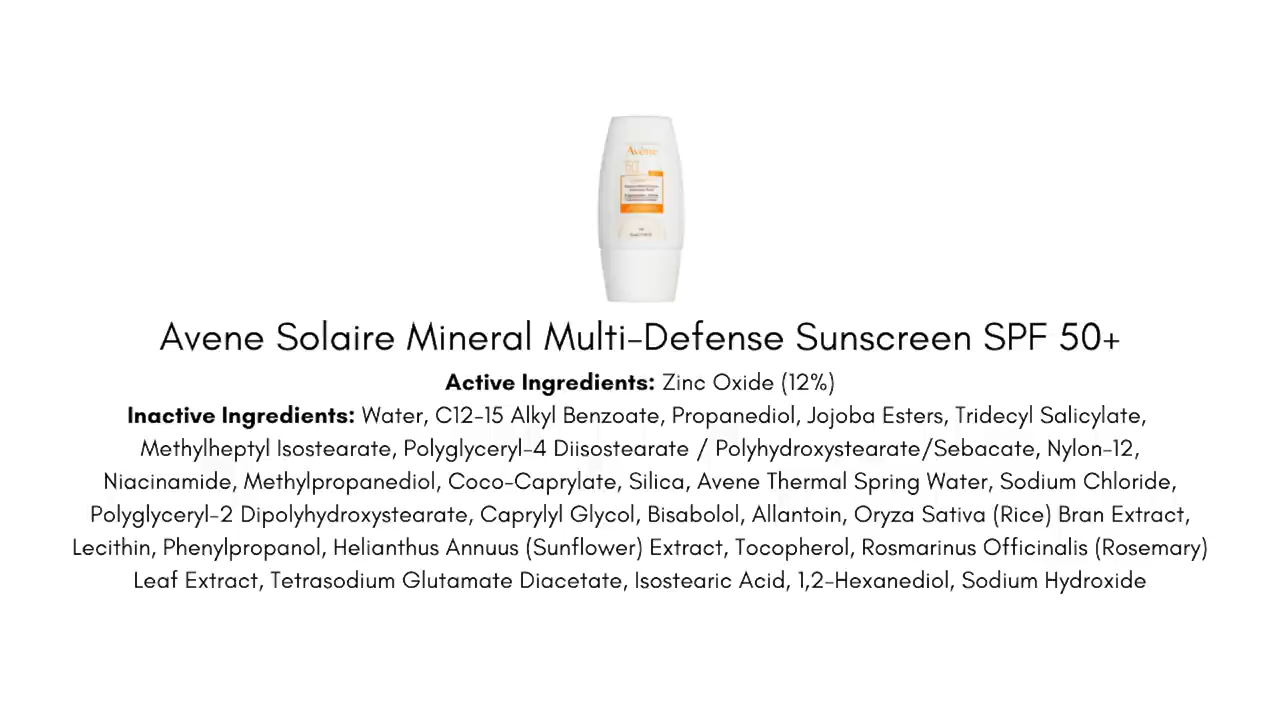 Avène
Avene Solaire Mineral Multi-Defense Sunscreen SPF 50+
Active Ingredients: Zinc Oxide (12%)
Inactive Ingredients: Water, C12-15 Alkyl Benzoate, Propanediol, Jojoba Esters, Tridecyl Salicylate,
Methylheptyl Isostearate, Polyglyceryl-4 Diisostearate / Polyhydroxystearate/Sebacate, Nylon-12,
Niacinamide, Methylpropanediol, Coco-Caprylate, Silica, Avene Thermal Spring Water, Sodium Chloride,
Polyglyceryl-2 Dipolyhydroxystearate, Caprylyl Glycol, Bisabolol, Allantoin, Oryza Sativa (Rice) Bran Extract,
Lecithin, Phenylpropanol, Helianthus Annuus (Sunflower) Extract, Tocopherol, Rosmarinus Officinalis (Rosemary)
Leaf Extract, Tetrasodium Glutamate Diacetate, Isostearic Acid, 1,2-Hexanediol, Sodium Hydroxide